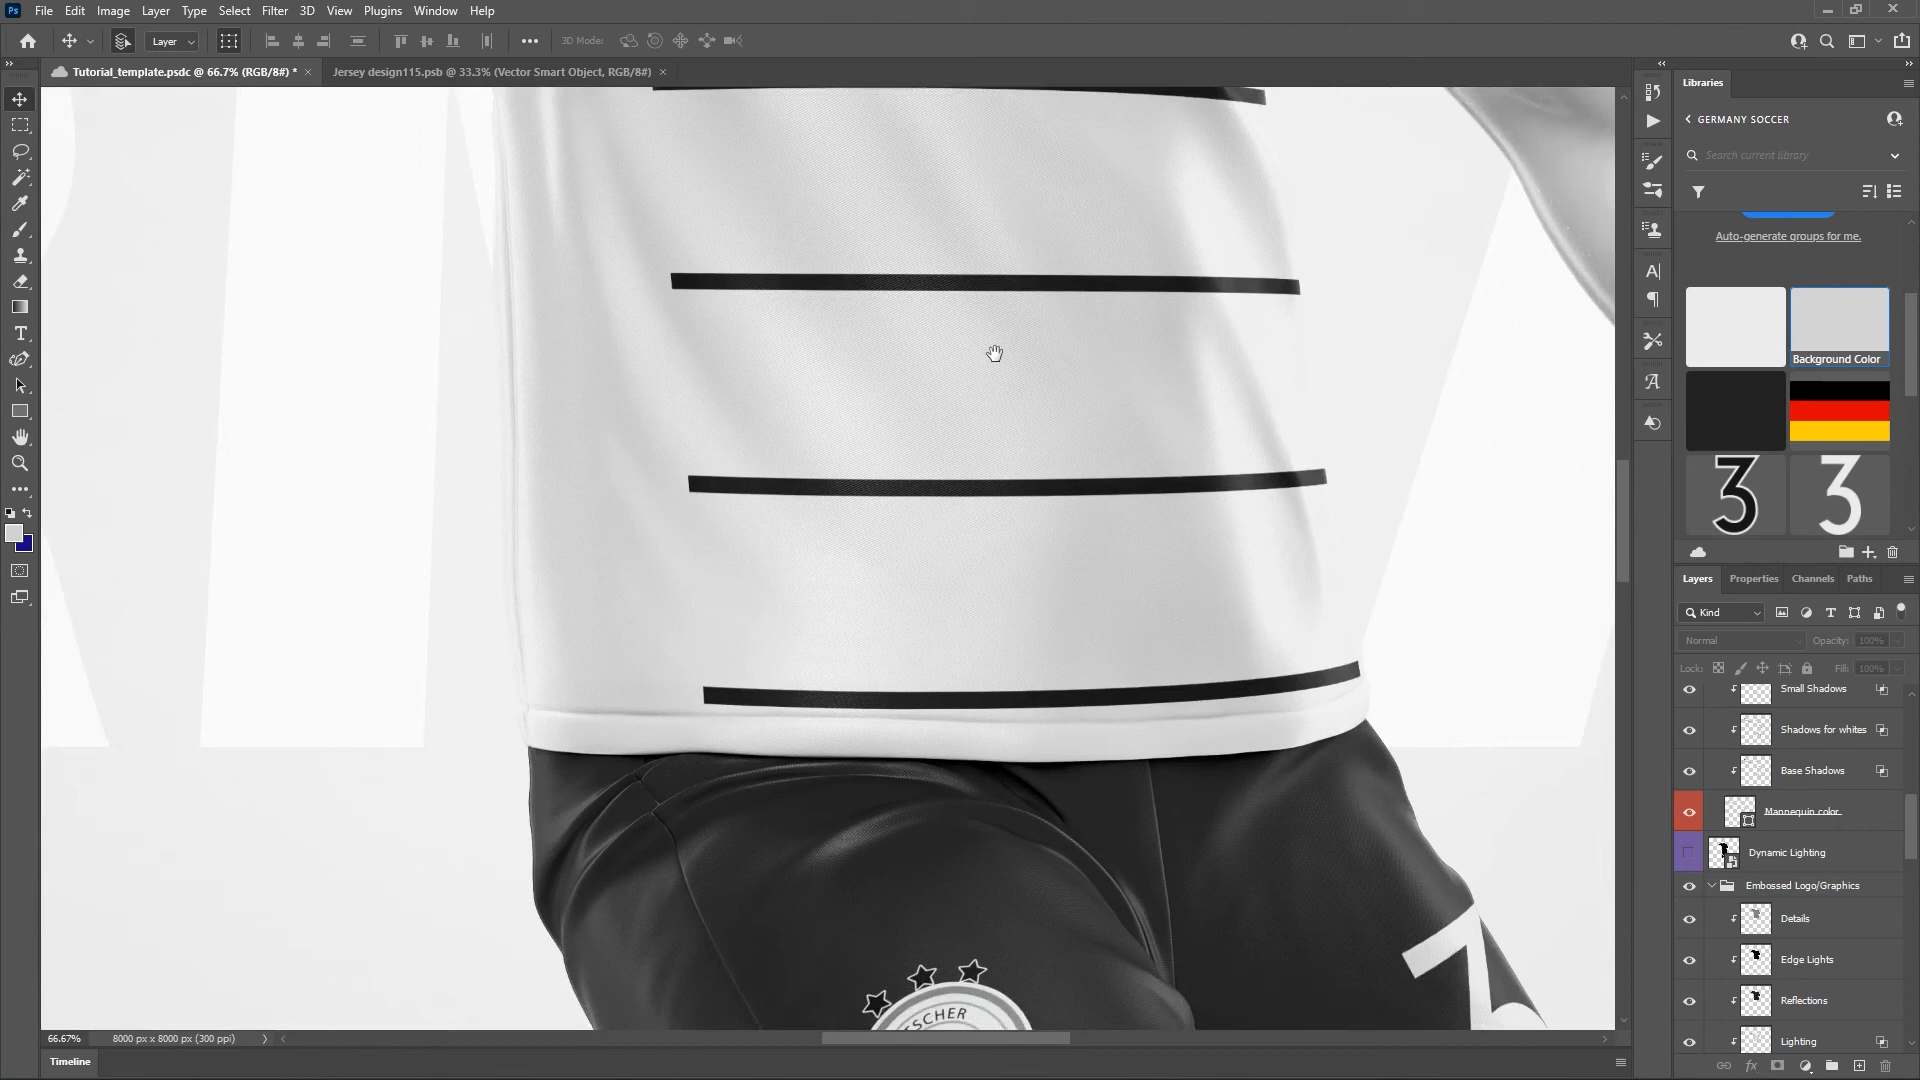 Ps File Edit Image Layer Type Select Filter 3D View Plugins Window Help
Layer 3D Mode:
Tutorial_template.psdc @ 66.7% (RGB/8#) *
Jersey design115.psb @ 33.3% (Vector Smart Object, RGB/8#)
Libraries
GERMANY SOCCER
Search current library
Auto-generate groups for me.
Background Color
3 3
Layers Properties Channels Paths
Kind
Normal Opacity: 100%
Lock: Fill: 100%
Small Shadows
Shadows for whites
Base Shadows
Mannequin color
Dynamic Lighting
Embossed Logo/Graphics
Details
Edge Lights
Reflections
Lighting
SCHER
7
66.67% 8000 px x 8000 px (300 ppi)
Timeline